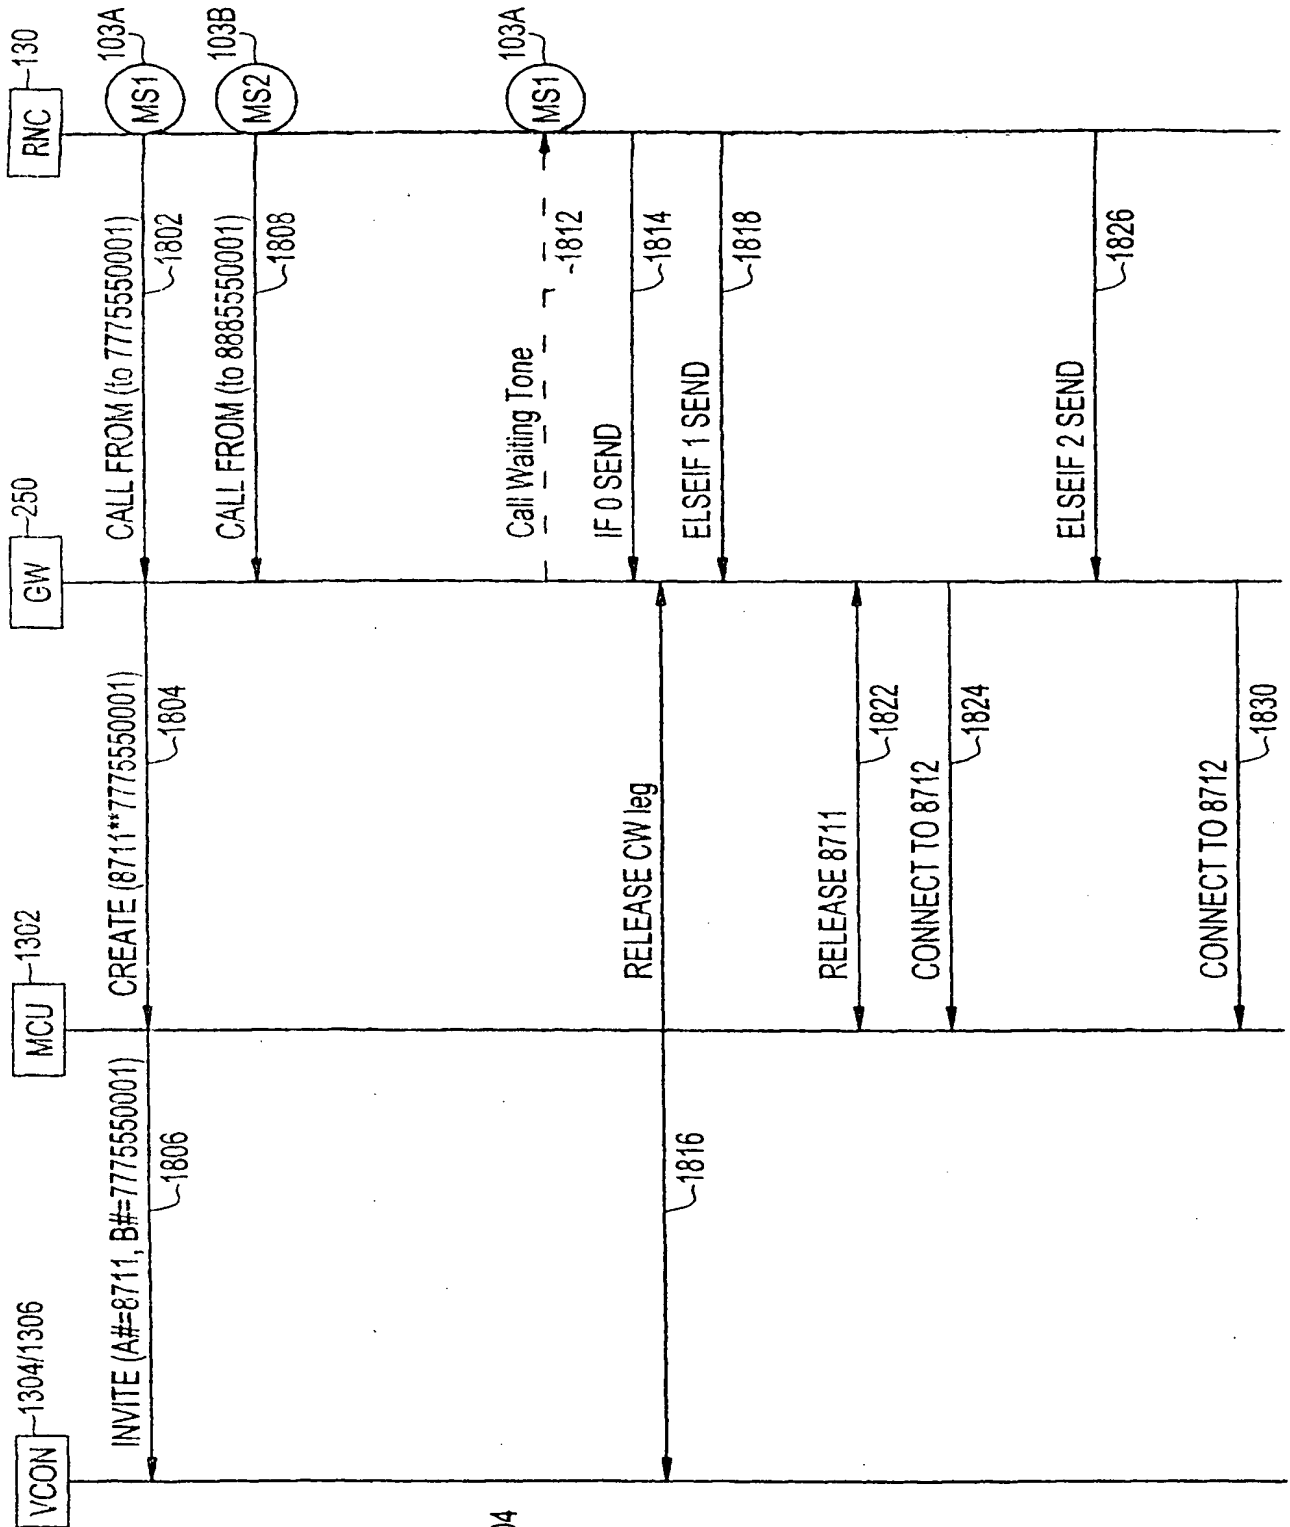 VCON 1304/1306
MCU 1302
GW 250
RNC 130
INVITE (A#=8711, B#=7775550001)
1806
CREATE (8711**7775550001)
1804
CALL FROM (to 7775550001)
1802
MS1
103A
CALL FROM (to 8885550001)
1808
MS2
103B
Call Waiting Tone
1812
MS1
103A
IF 0 SEND
1814
RELEASE CW leg
1816
ELSEIF 1 SEND
1818
RELEASE 8711
1822
CONNECT TO 8712
1824
ELSEIF 2 SEND
1826
CONNECT TO 8712
1830
04